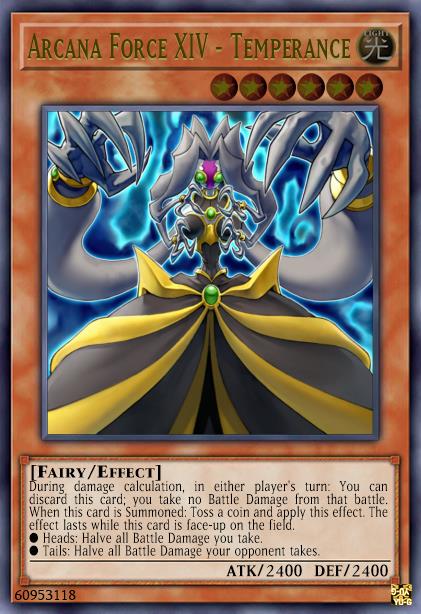 ARCANA FORCE XIV - TEMPERANCE
LIGHT
光
[FAIRY/EFFECT]
During damage calculation, in either player's turn: You can
discard this card; you take no Battle Damage from that battle.
When this card is Summoned: Toss a coin and apply this effect. The
effect lasts while this card is face-up on the field.
● Heads: Halve all Battle Damage you take.
● Tails: Halve all Battle Damage your opponent takes.
ATK/2400 DEF/2400
60953118